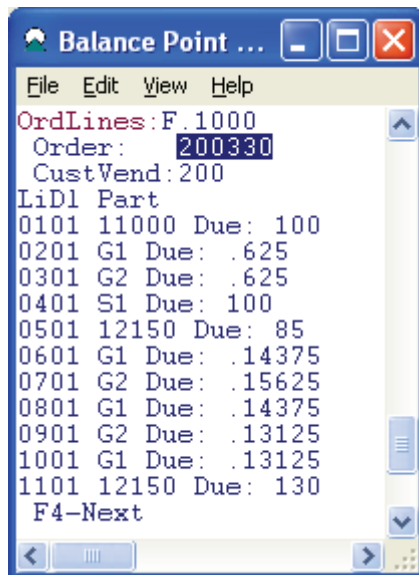 Balance Point ...
File Edit View Help
OrdLines:F.1000
Order: 200330
CustVend:200
LiDl Part
0101 11000 Due: 100
0201 G1 Due: .625
0301 G2 Due: .625
0401 S1 Due: 100
0501 12150 Due: 85
0601 G1 Due: .14375
0701 G2 Due: .15625
0801 G1 Due: .14375
0901 G2 Due: .13125
1001 G1 Due: .13125
1101 12150 Due: 130
F4-Next